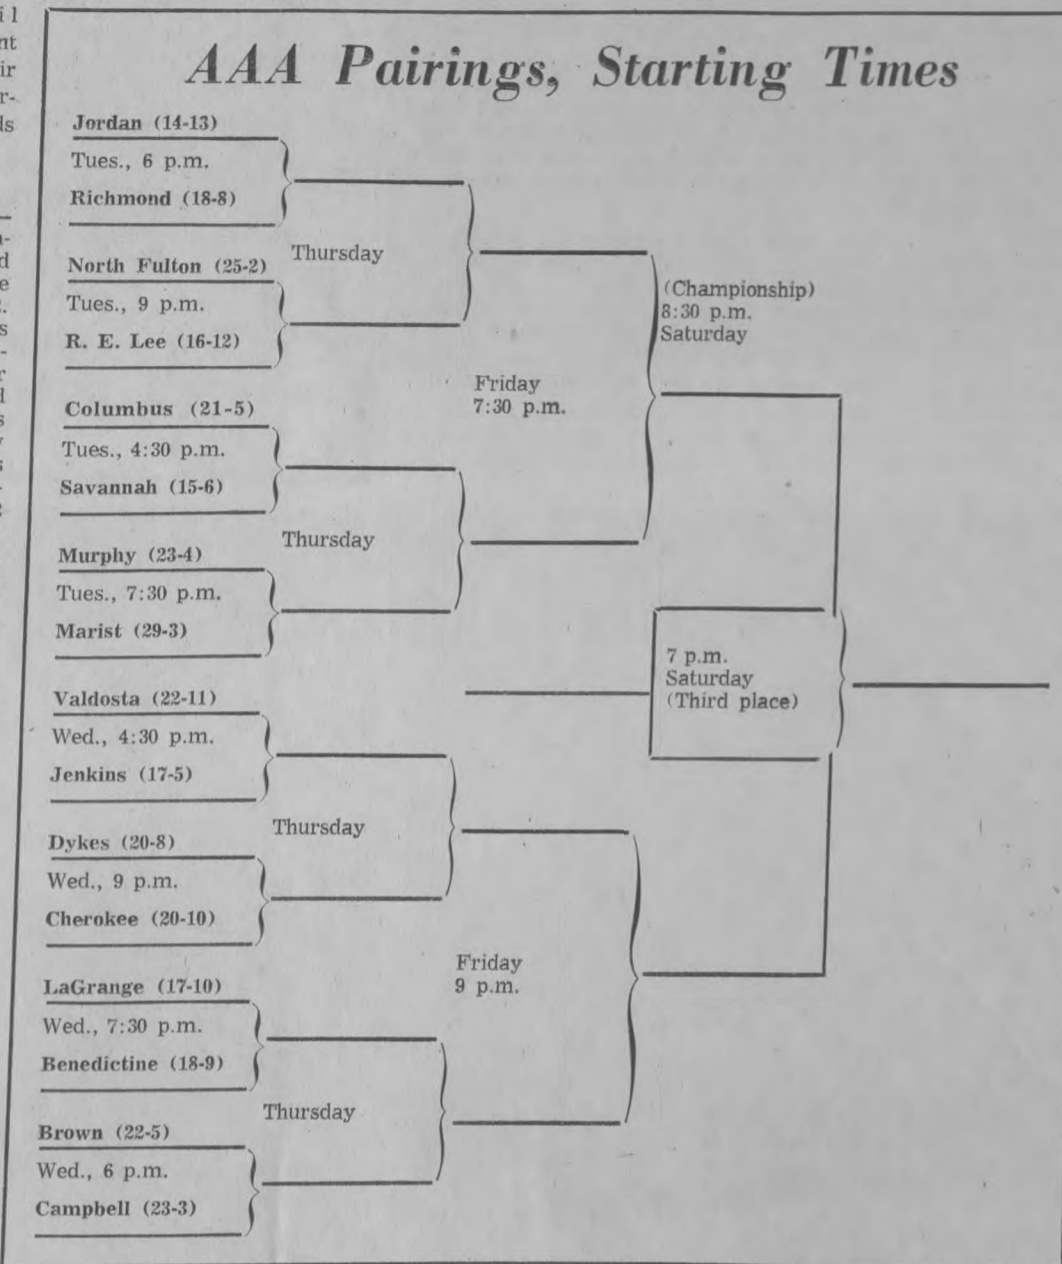 AAA Pairings, Starting Times
Jordan (14-13)
Tues., 6 p.m.
Richmond (18-8)
Thursday
North Fulton (25-2)
Tues., 9 p.m.
R. E. Lee (16-12)
(Championship)
8:30 p.m.
Saturday
Friday
7:30 p.m.
Columbus (21-5)
Tues., 4:30 p.m.
Savannah (15-6)
Thursday
Murphy (23-4)
Tues., 7:30 p.m.
Marist (29-3)
7 p.m.
Saturday
(Third place)
Valdosta (22-11)
Wed., 4:30 p.m.
Jenkins (17-5)
Thursday
Dykes (20-8)
Wed., 9 p.m.
Cherokee (20-10)
Friday
9 p.m.
LaGrange (17-10)
Wed., 7:30 p.m.
Benedictine (18-9)
Thursday
Brown (22-5)
Wed., 6 p.m.
Campbell (23-3)